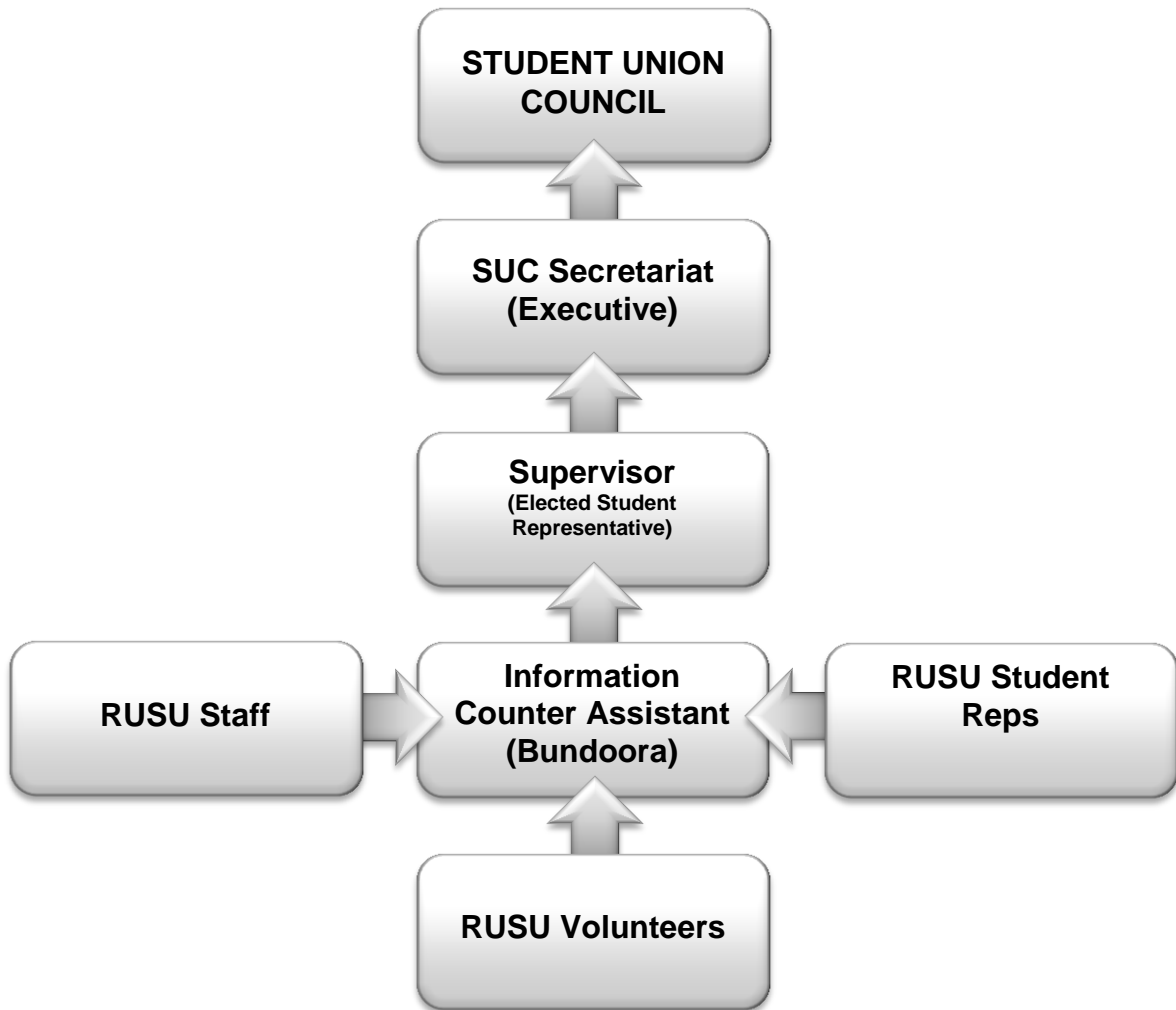 STUDENT UNION
COUNCIL
SUC Secretariat
(Executive)
Supervisor
(Elected Student
Representative)
RUSU Staff
Information
Counter Assistant
(Bundoora)
RUSU Student
Reps
RUSU Volunteers